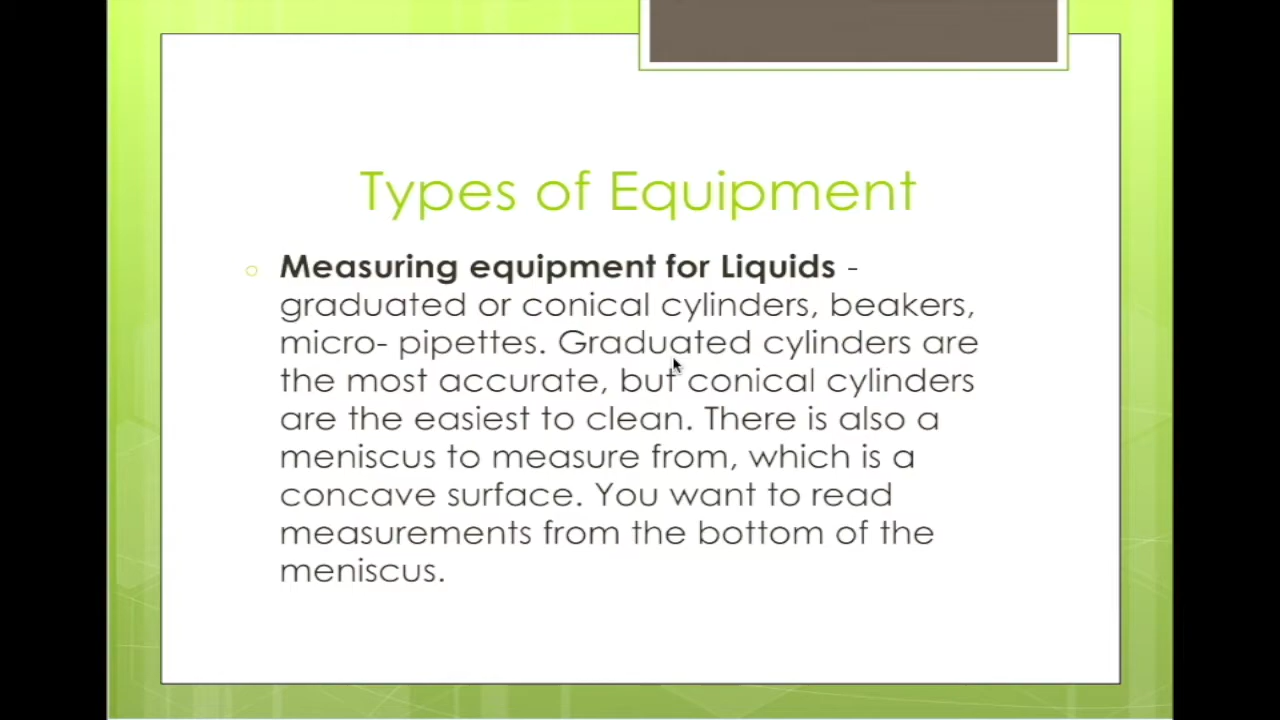 Types of Equipment
Measuring equipment for Liquids -
graduated or conical cylinders, beakers,
micro- pipettes. Graduated cylinders are
the most accurate, but conical cylinders
are the easiest to clean. There is also a
meniscus to measure from, which is a
concave surface. You want to read
measurements from the bottom of the
meniscus.